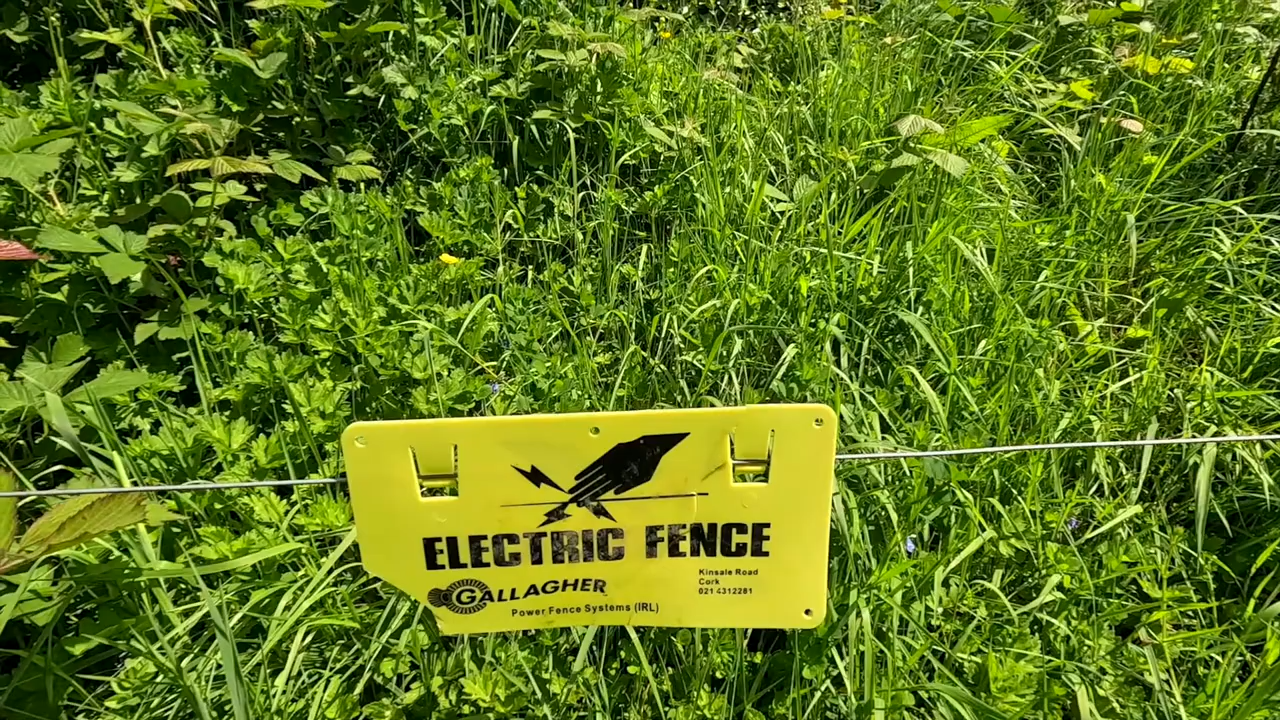 ELECTRIC FENCE
GALLAGHER
Power Fence Systems (IRL)
Kinsale Road
Cork
021 4312281